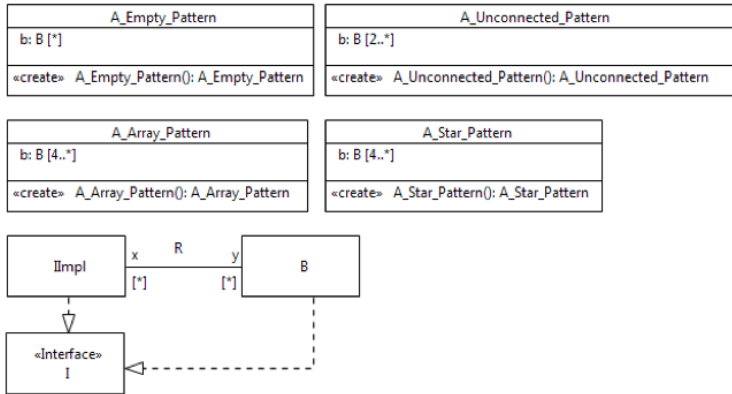 A_Empty_Pattern
b: B [*]
«create» A_Empty_Pattern(): A_Empty_Pattern
A_Unconnected_Pattern
b: B [2..*]
«create» A_Unconnected_Pattern(): A_Unconnected_Pattern
A_Array_Pattern
b: B [4..*]
«create» A_Array_Pattern(): A_Array_Pattern
A_Star_Pattern
b: B [4..*]
«create» A_Star_Pattern(): A_Star_Pattern
IImpl
x R y
[*] [*]
B
«Interface»
I